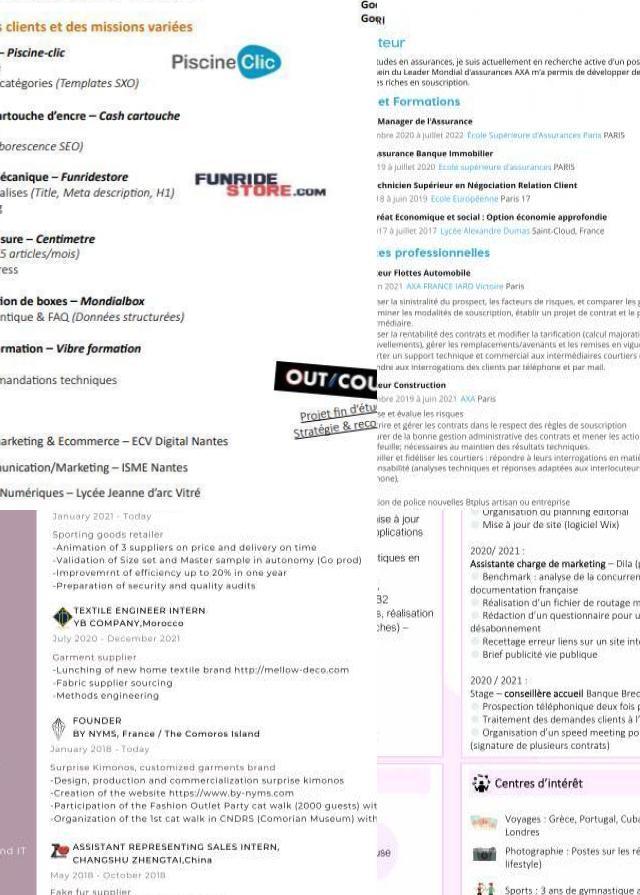 s clients et des missions variées
– Piscine-clic
PiscineClic
catégories (Templates SXO)
artouche d'encre – Cash cartouche
borescence SEO)
écanique – Funridestore
FUNRIDE
STORE.COM
alises (Title, Meta description, H1)
g
sure – Centimetre
5 articles/mois)
ress
ion de boxes – Mondialbox
ntique & FAQ (Données structurées)
ormation – Vibre formation
mandations techniques
OUT/COU
Projet fin d'étu
Stratégie & reco
arketing & Ecommerce – ECV Digital Nantes
unication/Marketing – ISME Nantes
Numériques – Lycée Jeanne d'arc Vitré
teur
tudes en assurances, je suis actuellement en recherche active d'un pos
ein du Leader Mondial d'assurances AXA m'a permis de développer de
es riches en souscription.
et Formations
Manager de l'Assurance
nbre 2020 à juillet 2022 École Supérieure d'Assurances Paris PARIS
ssurance Banque Immobilier
19 à juillet 2020 Ecole supérieure d'assurances PARIS
chnicien Supérieur en Négociation Relation Client
18 à juin 2019 Ecole Européenne Paris 17
réat Economique et social : Option économie approfondie
017 à juillet 2017 Lycée Alexandre Dumas Saint-Cloud, France
es professionnelles
eur Flottes Automobile
n 2021 AXA FRANCE IARD Victoire Paris
ser la sinistralité du prospect, les facteurs de risques, et comparer les g
miner les modalités de souscription, établir un projet de contrat et le p
rmédiaire.
ser la rentabilité des contrats et modifier la tarification (calcul majorati
uvellements), gérer les remplacements/avenants et les remises en vigue
rter un support technique et commercial aux intermédiaires courtiers
ndre aux interrogations des clients par téléphone et par mail.
eur Construction
nbre 2019 à juin 2021 AXA Paris
se et évalue les risques
rire et gérer les contrats dans le respect des règles de souscription
urer de la bonne gestion administrative des contrats et mener les actio
feuille; nécessaires au maintien des résultats techniques.
iller et fidéliser les courtiers : répondre à leurs interrogations en matiè
nsabilité (analyses techniques et réponses adaptées aux interlocuteur
hone).
ion de police nouvelles Btplus artisan ou entreprise
January 2021 - Today
Sporting goods retailer
-Animation of 3 suppliers on price and delivery on time
-Validation of Size set and Master sample in autonomy (Go prod)
-Improvemrnt of efficiency up to 20% in one year
-Preparation of security and quality audits
TEXTILE ENGINEER INTERN
YB COMPANY,Morocco
July 2020 - December 2021
Garment supplier
-Lunching of new home textile brand http://mellow-deco.com
-Fabric supplier sourcing
-Methods engineering
FOUNDER
BY NYMS, France / The Comoros Island
January 2018 - Today
Surprise Kimonos, customized garments brand
-Design, production and commercialization surprise kimonos
-Creation of the website https://www.by-nyms.com
-Participation of the Fashion Outlet Party cat walk (2000 guests) wit
-Organization of the 1st cat walk in CNDRS (Comorian Museum) with
nd IT
ASSISTANT REPRESENTING SALES INTERN,
CHANGSHU ZHENGTAI,China
May 2018 - October 2018
Fake fur supplier
ise à jour
pplications
tiques en
32
s, réalisation
ches) –
use
Organisation du planning éditorial
Mise à jour de site (logiciel Wix)
2020/ 2021 :
Assistante charge de marketing – Dila (
Benchmark : analyse de la concurren
documentation française
Réalisation d'un fichier de routage m
Rédaction d'un questionnaire pour u
désabonnement
Recettage erreur liens sur un site int
Brief publicité vie publique
2020 / 2021 :
Stage – conseillère accueil Banque Brec
Prospection téléphonique deux fois p
Traitement des demandes clients à l'
Organisation d'un speed meeting po
(signature de plusieurs contrats)
Centres d'intérêt
Voyages : Grèce, Portugal, Cuba
Londres
Photographie : Postes sur les ré
lifestyle)
Sports : 3 ans de gymnastique a